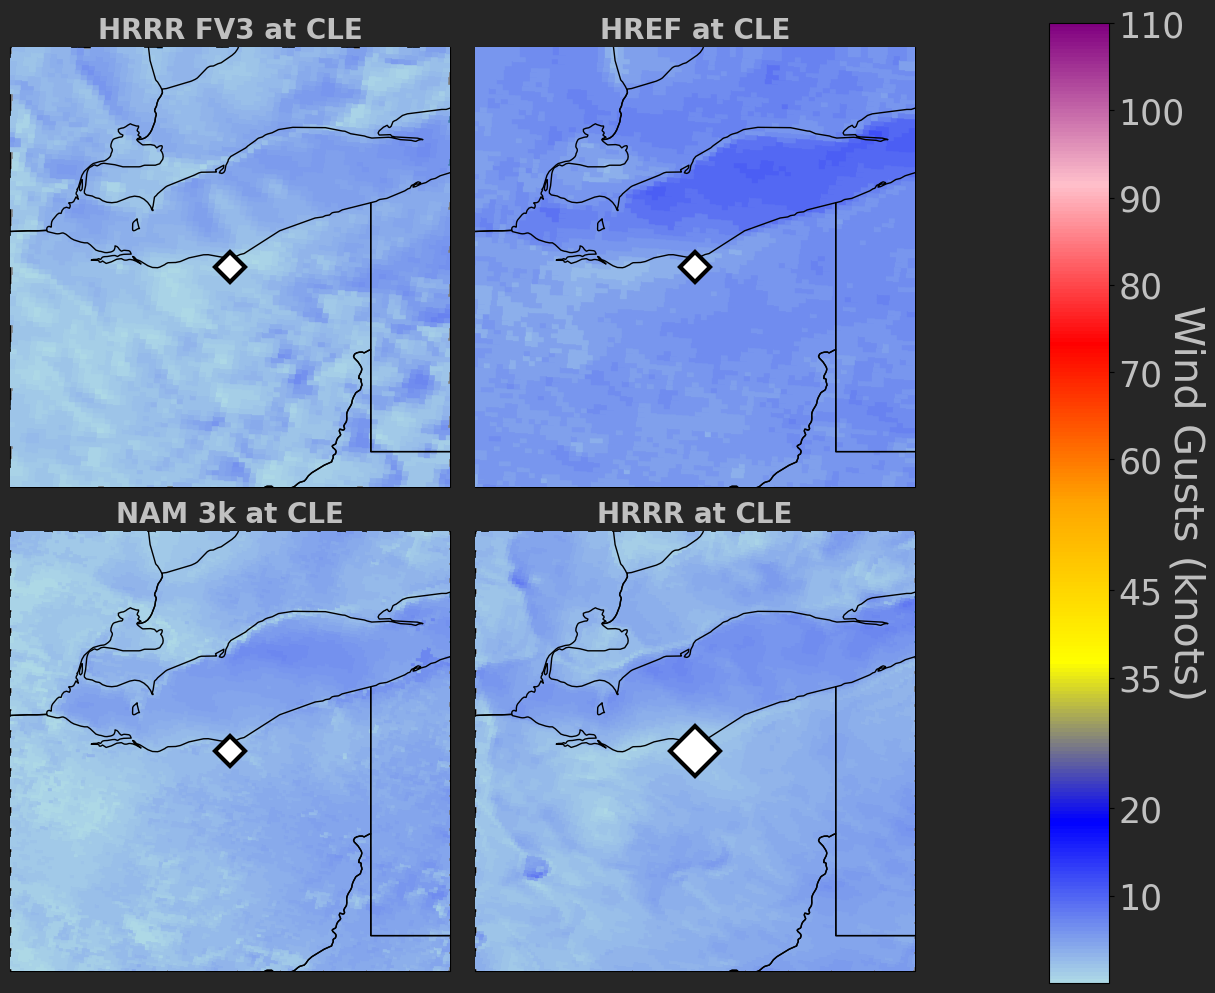 HRRR FV3 at CLE
HREF at CLE
NAM 3k at CLE
HRRR at CLE
110
100
90
80
70
60
45
35
20
10
Wind Gusts (knots)